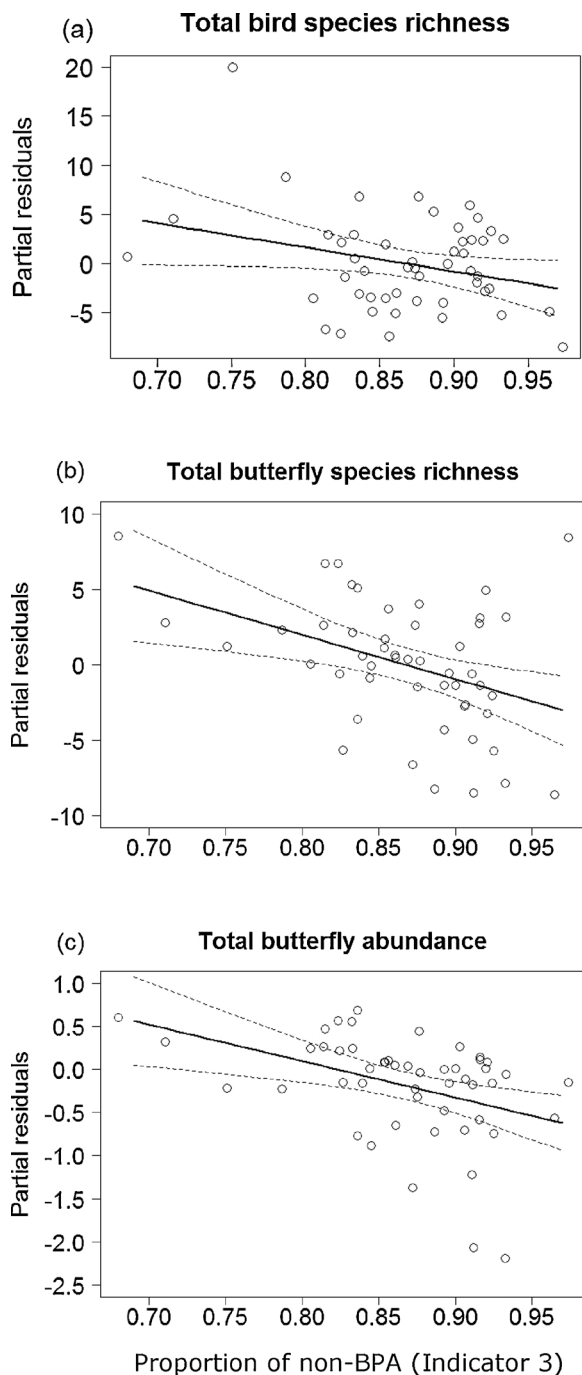 (a) Total bird species richness
20
15
10
5
0
-5
Partial residuals
0.70 0.75 0.80 0.85 0.90 0.95
(b) Total butterfly species richness
10
5
0
-5
-10
Partial residuals
0.70 0.75 0.80 0.85 0.90 0.95
(c) Total butterfly abundance
1.0
0.5
0.0
-0.5
-1.0
-1.5
-2.0
-2.5
Partial residuals
0.70 0.75 0.80 0.85 0.90 0.95
Proportion of non-BPA (Indicator 3)